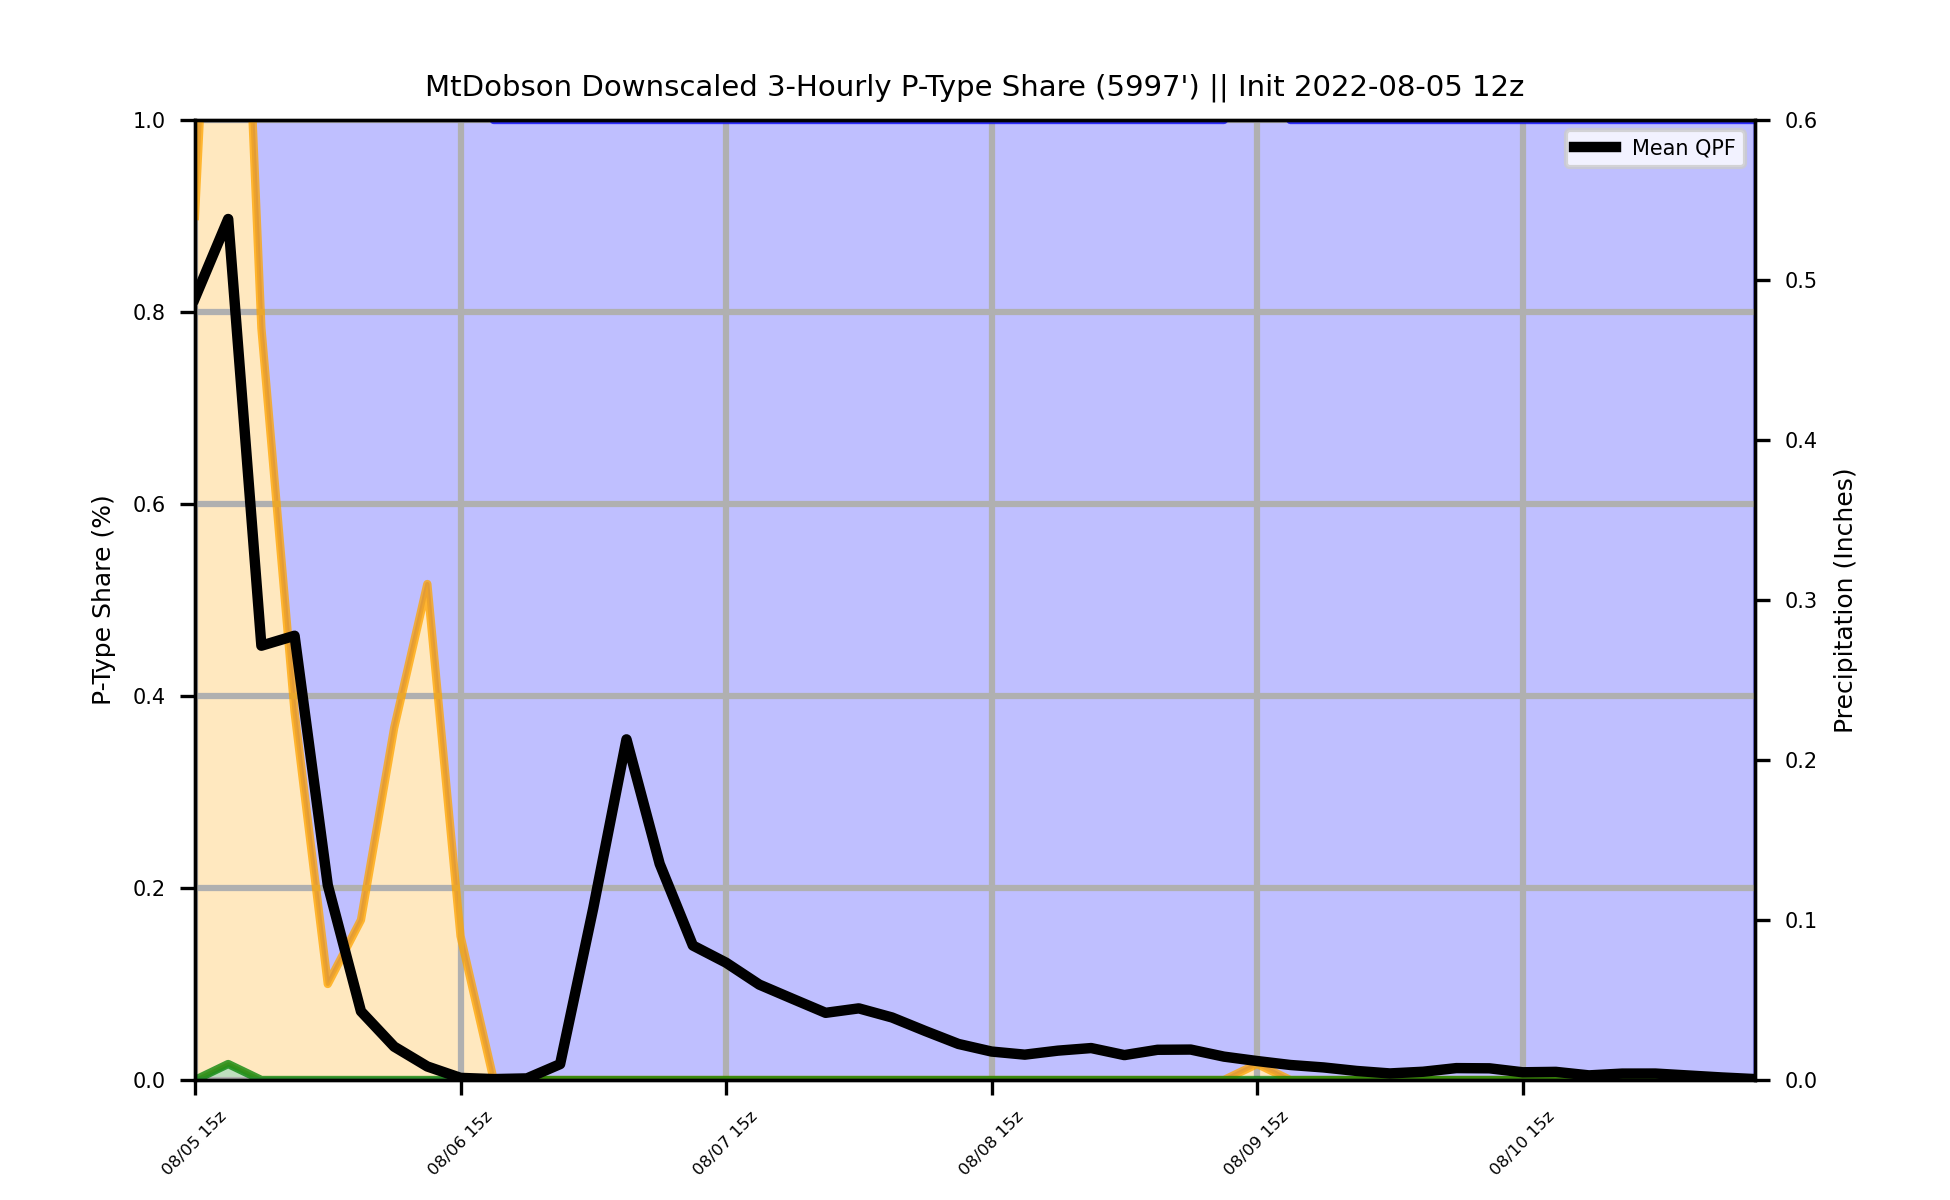 MtDobson Downscaled 3-Hourly P-Type Share (5997') || Init 2022-08-05 12z
Mean QPF
P-Type Share (%)
1.0
0.8
0.6
0.4
0.2
0.0
Precipitation (Inches)
0.6
0.5
0.4
0.3
0.2
0.1
0.0
08/05 15z
08/06 15z
08/07 15z
08/08 15z
08/09 15z
08/10 15z